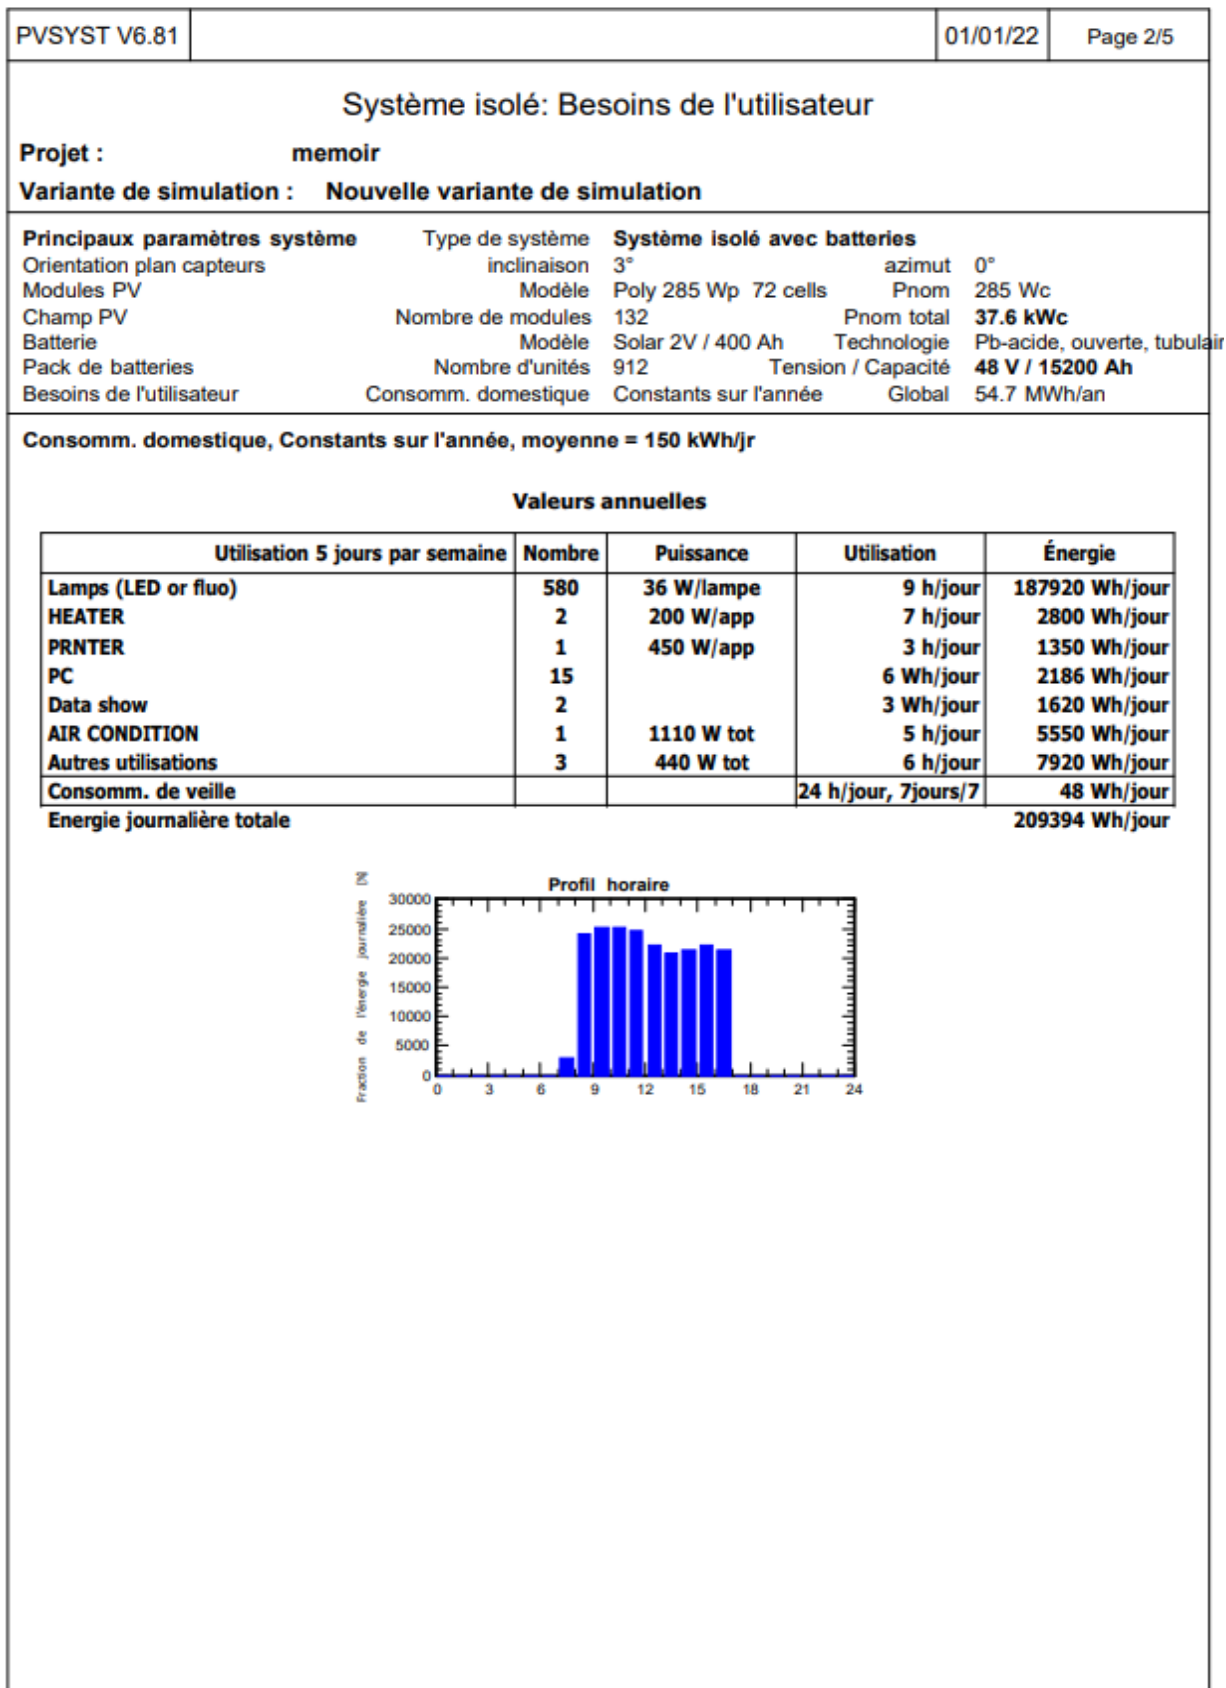 PVSYST V6.81 01/01/22 Page 2/5
Système isolé: Besoins de l'utilisateur
Projet : memoir
Variante de simulation : Nouvelle variante de simulation
Principaux paramètres système Type de système Système isolé avec batteries
Orientation plan capteurs inclinaison 3° azimut 0°
Modules PV Modèle Poly 285 Wp 72 cells Pnom 285 Wc
Champ PV Nombre de modules 132 Pnom total 37.6 kWc
Batterie Modèle Solar 2V / 400 Ah Technologie Pb-acide, ouverte, tubulair
Pack de batteries Nombre d'unités 912 Tension / Capacité 48 V / 15200 Ah
Besoins de l'utilisateur Consomm. domestique Constants sur l'année Global 54.7 MWh/an
Consomm. domestique, Constants sur l'année, moyenne = 150 kWh/jr
Valeurs annuelles
Utilisation 5 jours par semaine Nombre Puissance Utilisation Énergie
Lamps (LED or fluo) 580 36 W/lampe 9 h/jour 187920 Wh/jour
HEATER 2 200 W/app 7 h/jour 2800 Wh/jour
PRNTER 1 450 W/app 3 h/jour 1350 Wh/jour
PC 15 6 Wh/jour 2186 Wh/jour
Data show 2 3 Wh/jour 1620 Wh/jour
AIR CONDITION 1 1110 W tot 5 h/jour 5550 Wh/jour
Autres utilisations 3 440 W tot 6 h/jour 7920 Wh/jour
Consomm. de veille 24 h/jour, 7jours/7 48 Wh/jour
Energie journalière totale 209394 Wh/jour
Profil horaire
Fraction de l'énergie journalière [%]
30000
25000
20000
15000
10000
5000
0
0 3 6 9 12 15 18 21 24